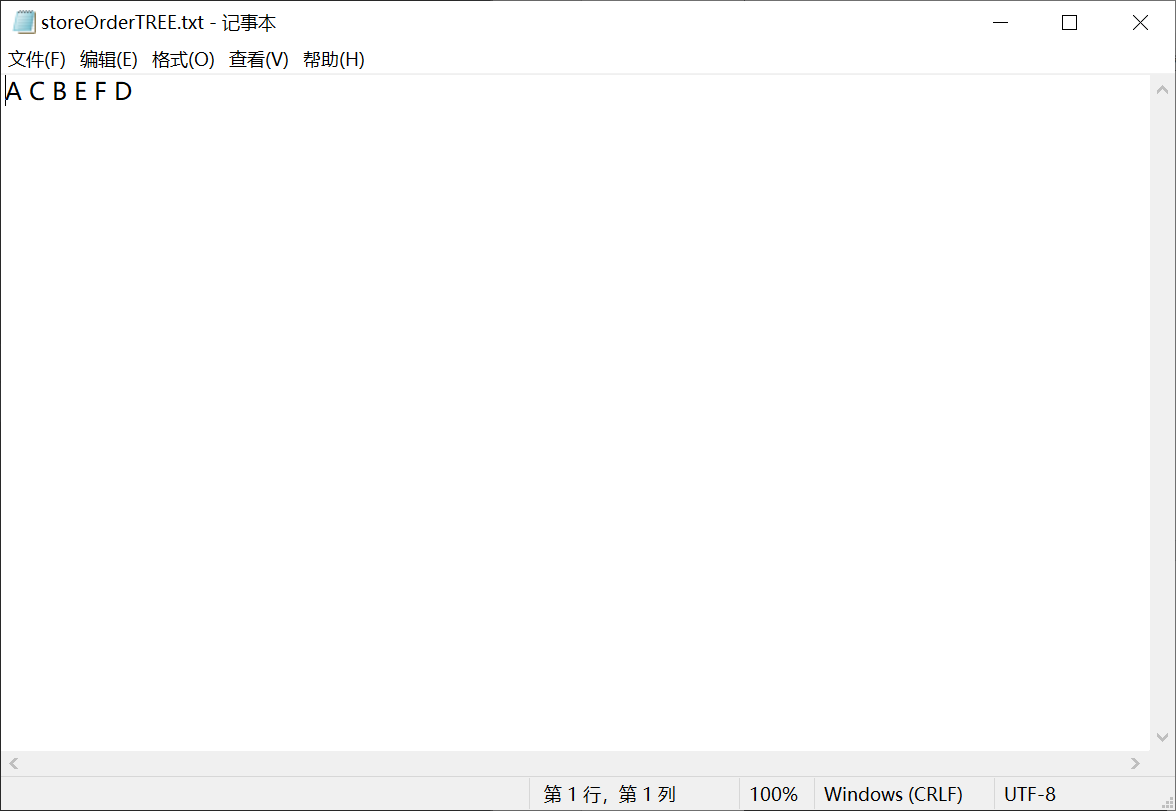 storeOrderTREE.txt - 记事本
文件(F) 编辑(E) 格式(O) 查看(V) 帮助(H)
A C B E F D
第 1 行，第 1 列 100% Windows (CRLF) UTF-8